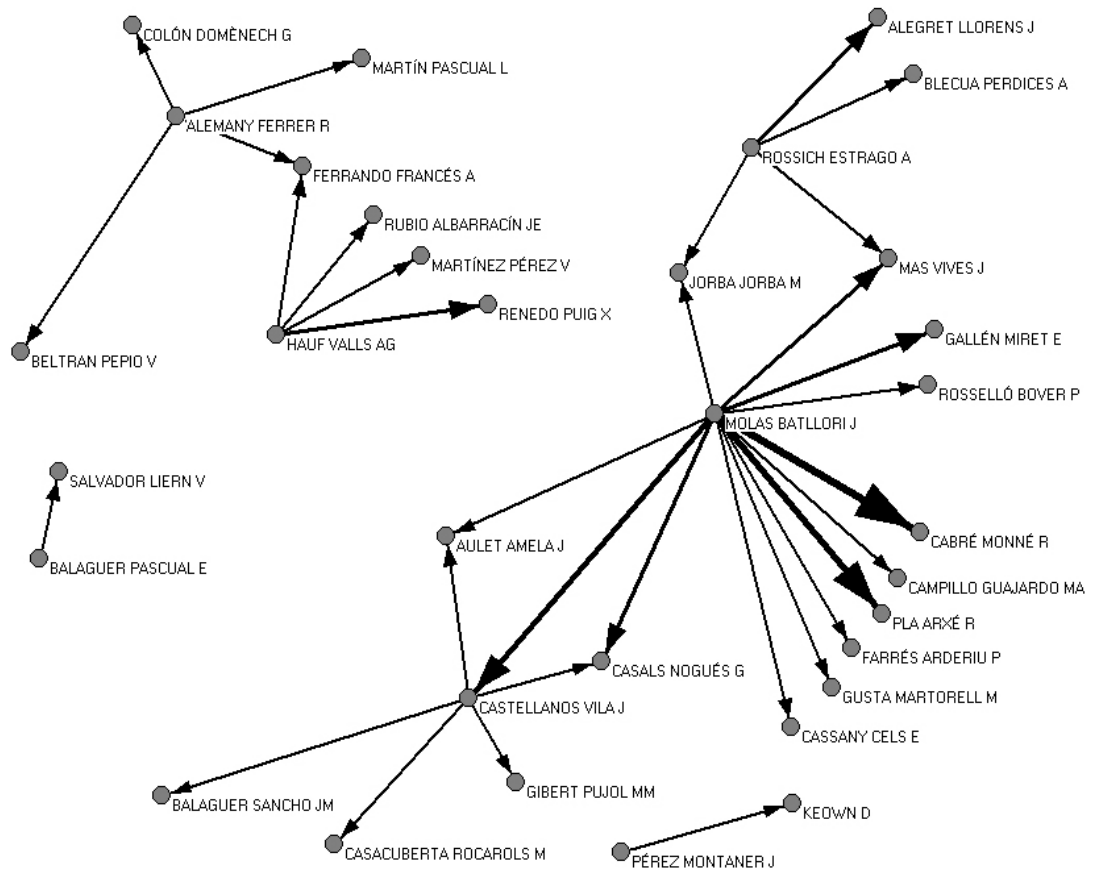 ALEGRET LLORENS J
COLÓN DOMÈNECH G
MARTÍN PASCUAL L
BLECUA PERDICES A
ALEMANY FERRER R
ROSSICH ESTRAGO A
FERRANDO FRANCÉS A
RUBIO ALBARRACÍN JE
MARTÍNEZ PÉREZ V
MAS VIVES J
JORBA JORBA M
RENEDO PUIG X
HAUF VALLS AG
GALLÉN MIRET E
BELTRAN PEPIO V
ROSSELLÓ BOVER P
MOLAS BATLLORI J
SALVADOR LIERN V
AULET AMELA J
CABRÉ MONNÉ R
BALAGUER PASCUAL E
CAMPILLO GUAJARDO MA
PLA ARXÉ R
FARRÉS ARDERIU P
CASALS NOGUÉS G
GUSTA MARTORELL M
CASTELLANOS VILA J
CASSANY CELS E
GIBERT PUJOL MM
BALAGUER SANCHO JM
KEOWN D
CASACUBERTA ROCAROLS M
PÉREZ MONTANER J